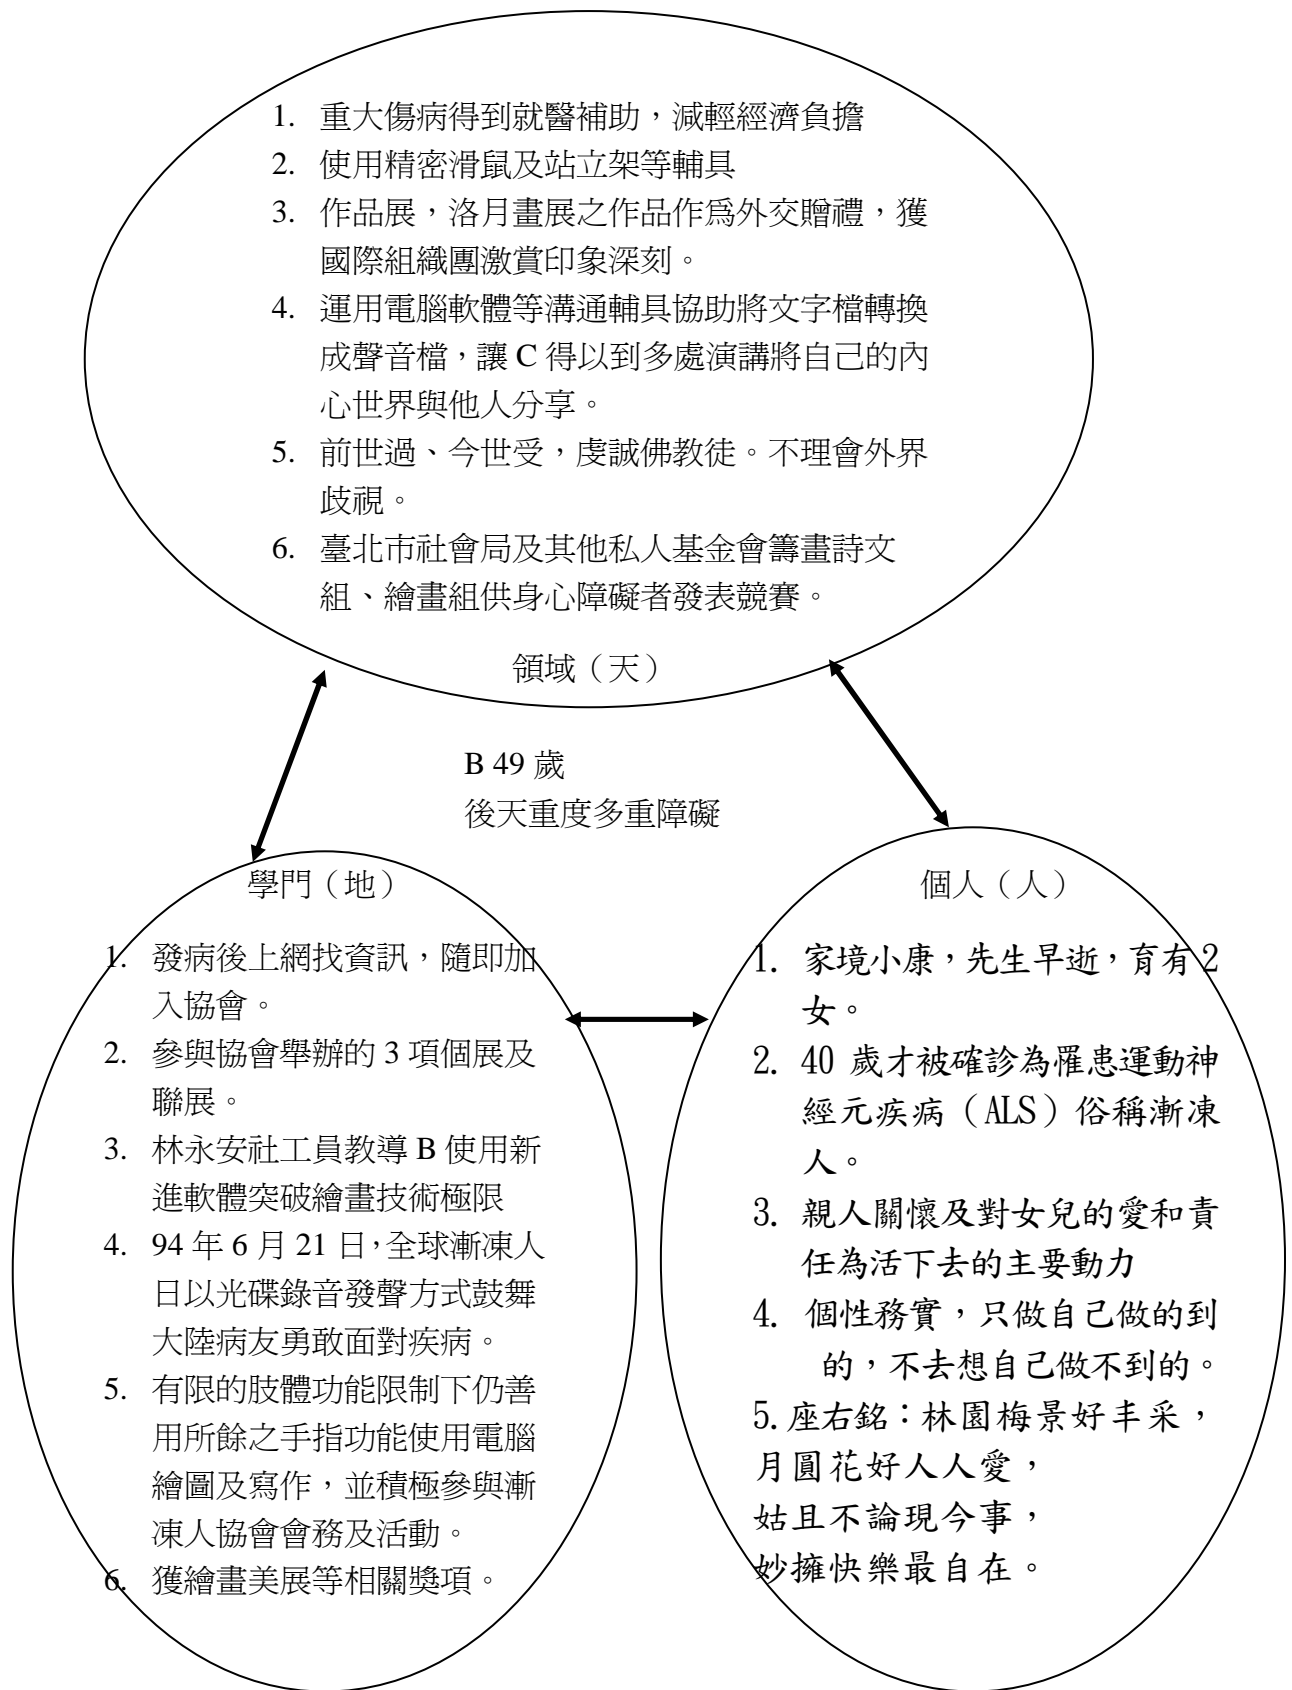 1. 重大傷病得到就醫補助，減輕經濟負擔
2. 使用精密滑鼠及站立架等輔具
3. 作品展，洛月畫展之作品作為外交贈禮，獲
國際組織團激賞印象深刻。
4. 運用電腦軟體等溝通輔具協助將文字檔轉換
成聲音檔，讓 C 得以到多處演講將自己的內
心世界與他人分享。
5. 前世過、今世受，虔誠佛教徒。不理會外界
歧視。
6. 臺北市社會局及其他私人基金會籌畫詩文
組、繪畫組供身心障礙者發表競賽。
領域（天）
B 49 歲
後天重度多重障礙
學門（地）
1. 發病後上網找資訊，隨即加
入協會。
2. 參與協會舉辦的 3 項個展及
聯展。
3. 林永安社工員教導 B 使用新
進軟體突破繪畫技術極限
4. 94 年 6 月 21 日，全球漸凍人
日以光碟錄音發聲方式鼓舞
大陸病友勇敢面對疾病。
5. 有限的肢體功能限制下仍善
用所餘之手指功能使用電腦
繪圖及寫作，並積極參與漸
凍人協會會務及活動。
6. 獲繪畫美展等相關獎項。
個人（人）
1. 家境小康，先生早逝，育有 2
女。
2. 40 歲才被確診為罹患運動神
經元疾病（ALS）俗稱漸凍
人。
3. 親人關懷及對女兒的愛和責
任為活下去的主要動力
4. 個性務實，只做自己做的到
的，不去想自己做不到的。
5.座右銘：林園梅景好丰采，
月圓花好人人愛，
姑且不論現今事，
妙擁快樂最自在。